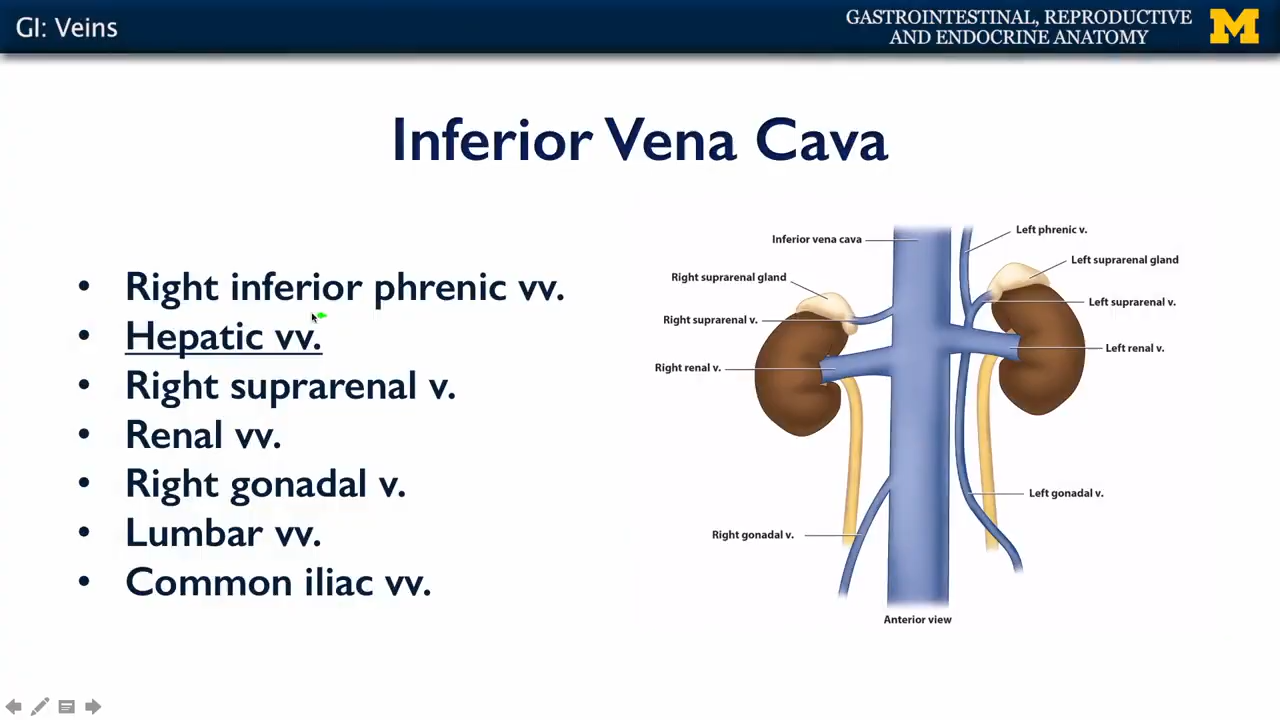 GI: Veins
GASTROINTESTINAL, REPRODUCTIVE
AND ENDOCRINE ANATOMY
M
Inferior Vena Cava
• Right inferior phrenic vv.
• Hepatic vv.
• Right suprarenal v.
• Renal vv.
• Right gonadal v.
• Lumbar vv.
• Common iliac vv.
Inferior vena cava
Left phrenic v.
Right suprarenal gland
Left suprarenal gland
Right suprarenal v.
Left suprarenal v.
Right renal v.
Left renal v.
Right gonadal v.
Left gonadal v.
Anterior view